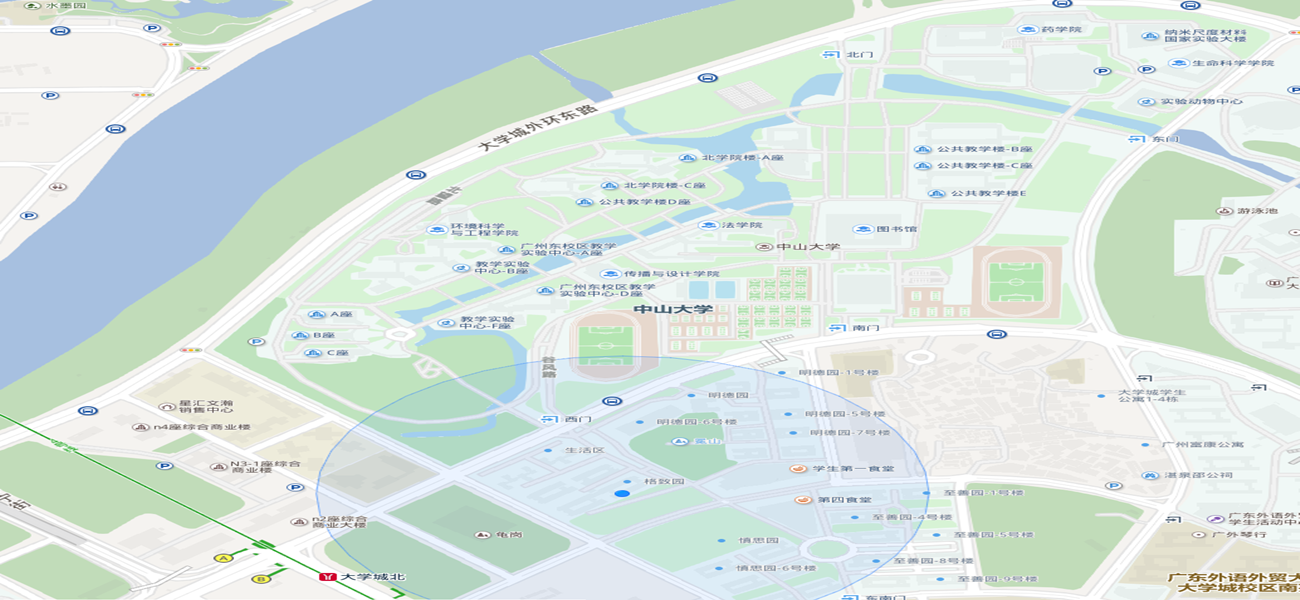 水墨园
药学院
纳米尺度材料
国家实验大楼
北门
生命科学学院
实验动物中心
大学城外环东路
东门
公共教学楼-B座
北学院楼-A座
公共教学楼-C座
北学院楼-C座
公共教学楼E
公共教学楼D座
游泳池
环境科学
与工程学院
法学院
图书馆
广州东校区教学
实验中心-A座
中山大学
教学实验
中心-B座
传播与设计学院
广州东校区教学
实验中心-D座
中山大学
A座
教学实验
中心-F座
南门
B座
C座
谷风路
明德园-1号楼
明德园
大学城学生
公寓1-4栋
星汇文瀚
销售中心
明德园-5号楼
西门
明德园-6号楼
n4座综合商业楼
明德园-7号楼
生活区
广州富康公寓
N3-1座综合
商业楼
学生第一食堂
湛泉邵公祠
格致园
至善园-1号楼
第四食堂
n2座综合
商业大楼
至善园-4号楼
广东外语外
学生活动中
龟岗
至善园-5号楼
广外琴行
慎思园
至善园-8号楼
A
慎思园-6号楼
B
大学城北
至善园-9号楼
广东外语外贸大
大学城校区南
东南门